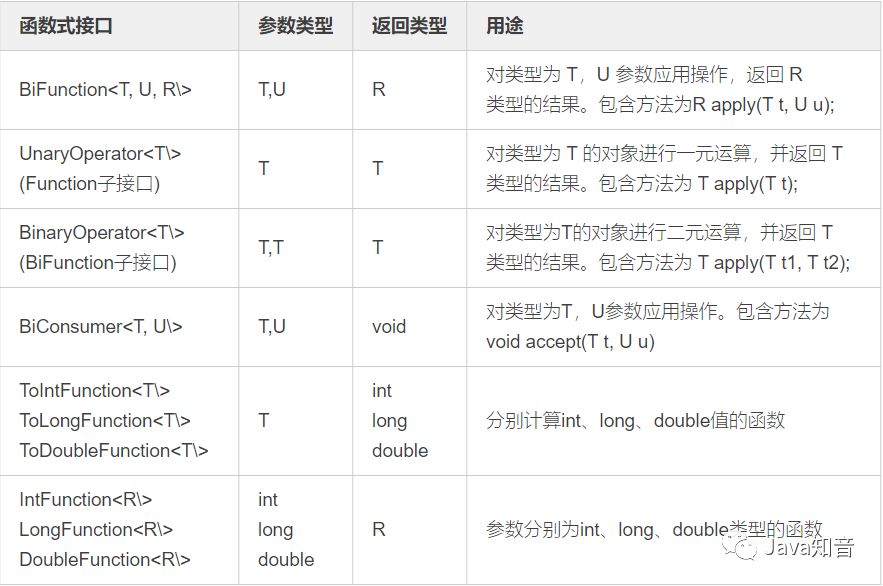 函数式接口 参数类型 返回类型 用途
BiFunction<T, U, R\> T,U R 对类型为 T，U 参数应用操作，返回 R
类型的结果。包含方法为R apply(T t, U u);
UnaryOperator<T\>
(Function子接口) T T 对类型为 T 的对象进行一元运算，并返回 T
类型的结果。包含方法为 T apply(T t);
BinaryOperator<T\>
(BiFunction子接口) T,T T 对类型为T的对象进行二元运算，并返回 T
类型的结果。包含方法为 T apply(T t1, T t2);
BiConsumer<T, U\> T,U void 对类型为T，U参数应用操作。包含方法为
void accept(T t, U u)
ToIntFunction<T\> int
ToLongFunction<T\> T long 分别计算int、long、double值的函数
ToDoubleFunction<T\> double
IntFunction<R\> int
LongFunction<R\> long R 参数分别为int、long、double类型的函数
DoubleFunction<R\> double
Java知音